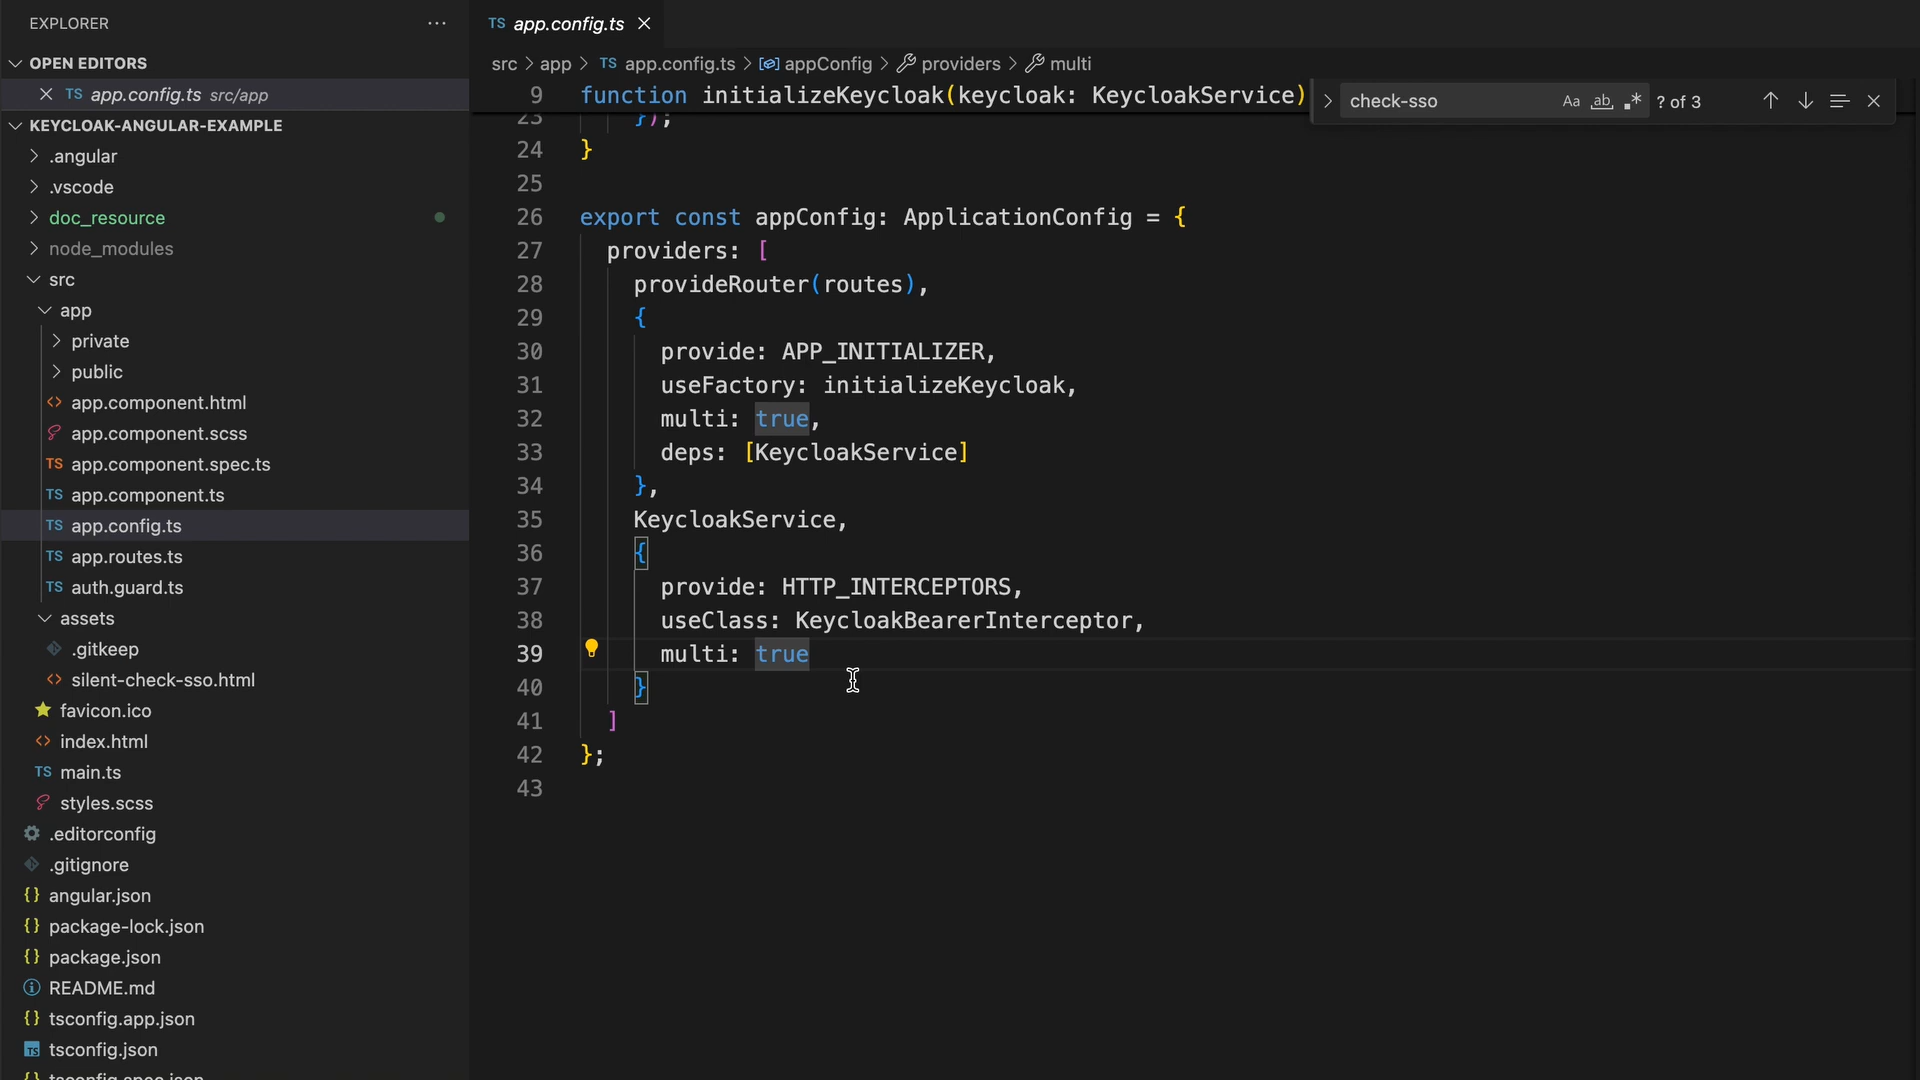 EXPLORER
OPEN EDITORS
TS app.config.ts src/app
KEYCLOAK-ANGULAR-EXAMPLE
.angular
.vscode
doc_resource
node_modules
src
app
private
public
<> app.component.html
app.component.scss
TS app.component.spec.ts
TS app.component.ts
TS app.config.ts
TS app.routes.ts
TS auth.guard.ts
assets
.gitkeep
<> silent-check-sso.html
favicon.ico
<> index.html
TS main.ts
styles.scss
.editorconfig
.gitignore
{} angular.json
{} package-lock.json
{} package.json
README.md
{} tsconfig.app.json
TS tsconfig.json
{} tsconfig.spec.json
TS app.config.ts
src > app > TS app.config.ts > appConfig > providers > multi
check-sso Aa ab .* ? of 3
9 function initializeKeycloak(keycloak: KeycloakService)
23 });
24 }
25
26 export const appConfig: ApplicationConfig = {
27 providers: [
28 provideRouter(routes),
29 {
30 provide: APP_INITIALIZER,
31 useFactory: initializeKeycloak,
32 multi: true,
33 deps: [KeycloakService]
34 },
35 KeycloakService,
36 {
37 provide: HTTP_INTERCEPTORS,
38 useClass: KeycloakBearerInterceptor,
39 multi: true
40 }
41 ]
42 };
43